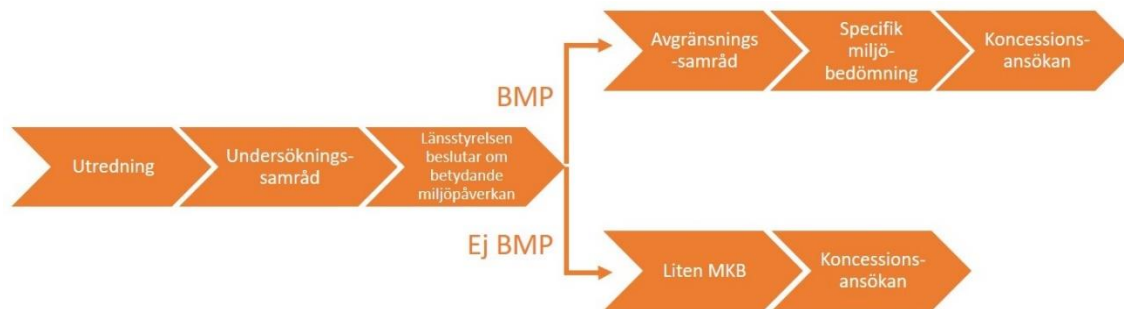 Utredning
Undersöknings-
samråd
Länsstyrelsen
beslutar om
betydande
miljöpåverkan
BMP
Avgränsnings
-samråd
Specifik
miljö-
bedömning
Koncessions-
ansökan
Ej BMP
Liten MKB
Koncessions-
ansökan